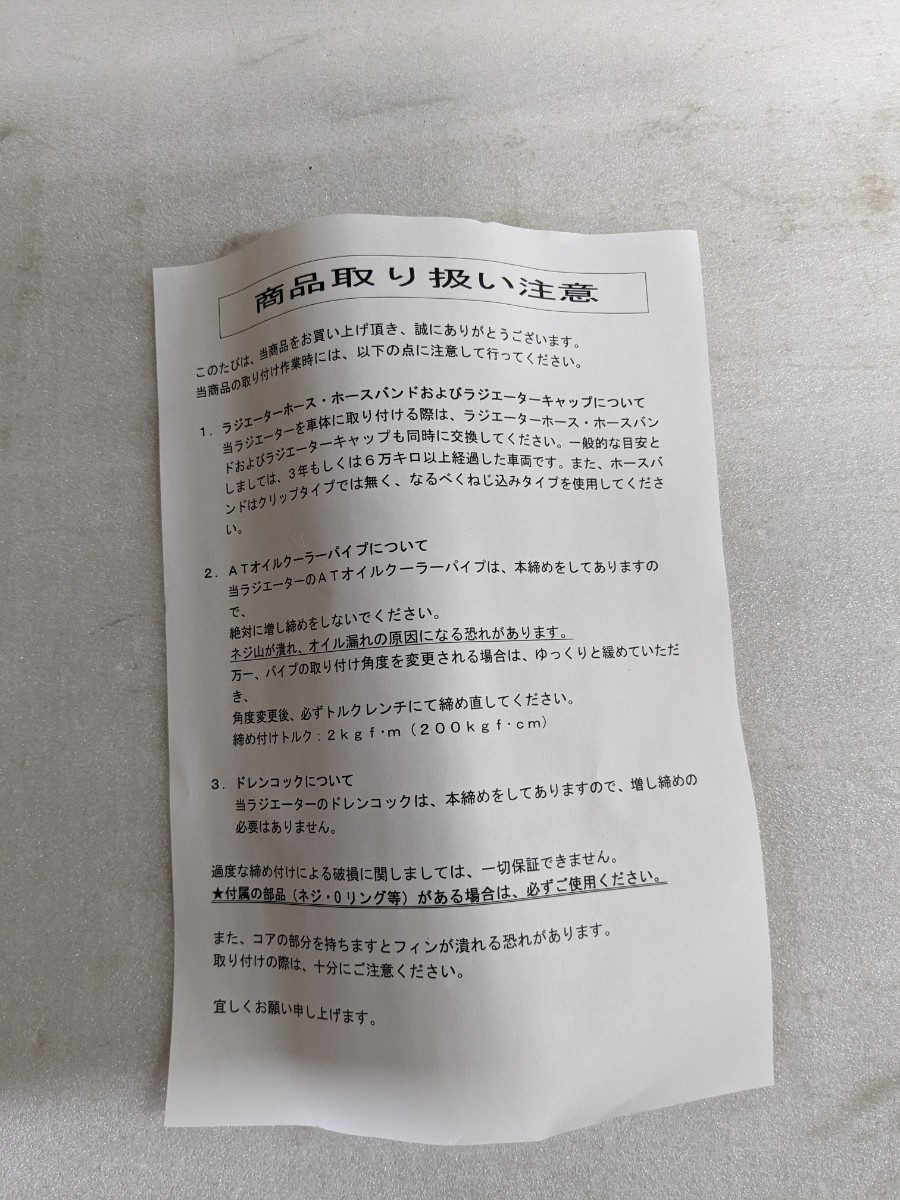 商品取り扱い注意
このたびは、当商品をお買い上げ頂き、誠にありがとうございます。
当商品の取り付け作業時には、以下の点に注意して行ってください。
1. ラジエーターホース・ホースバンドおよびラジエーターキャップについて
当ラジエーターを車体に取り付ける際は、ラジエーターホース・ホースバン
ドおよびラジエーターキャップも同時に交換してください。一般的な目安と
しましては、3年もしくは6万キロ以上経過した車両です。また、ホースバ
ンドはクリップタイプでは無く、なるべくねじ込みタイプを使用してくださ
い。
2. ATオイルクーラーパイプについて
当ラジエーターのATオイルクーラーパイプは、本締めをしてありますの
で、
絶対に増し締めをしないでください。
ネジ山が潰れ、オイル漏れの原因になる恐れがあります。
万一、パイプの取り付け角度を変更される場合は、ゆっくりと緩めていただ
き、
角度変更後、必ずトルクレンチにて締め直してください。
締め付けトルク:2kgf・m(200kgf・cm)
3. ドレンコックについて
当ラジエーターのドレンコックは、本締めをしてありますので、増し締めの
必要はありません。
過度な締め付けによる破損に関しましては、一切保証できません。
★付属の部品(ネジ・Oリング等)がある場合は、必ずご使用ください。
また、コアの部分を持ちますとフィンが潰れる恐れがあります。
取り付けの際は、十分にご注意ください。
宜しくお願い申し上げます。